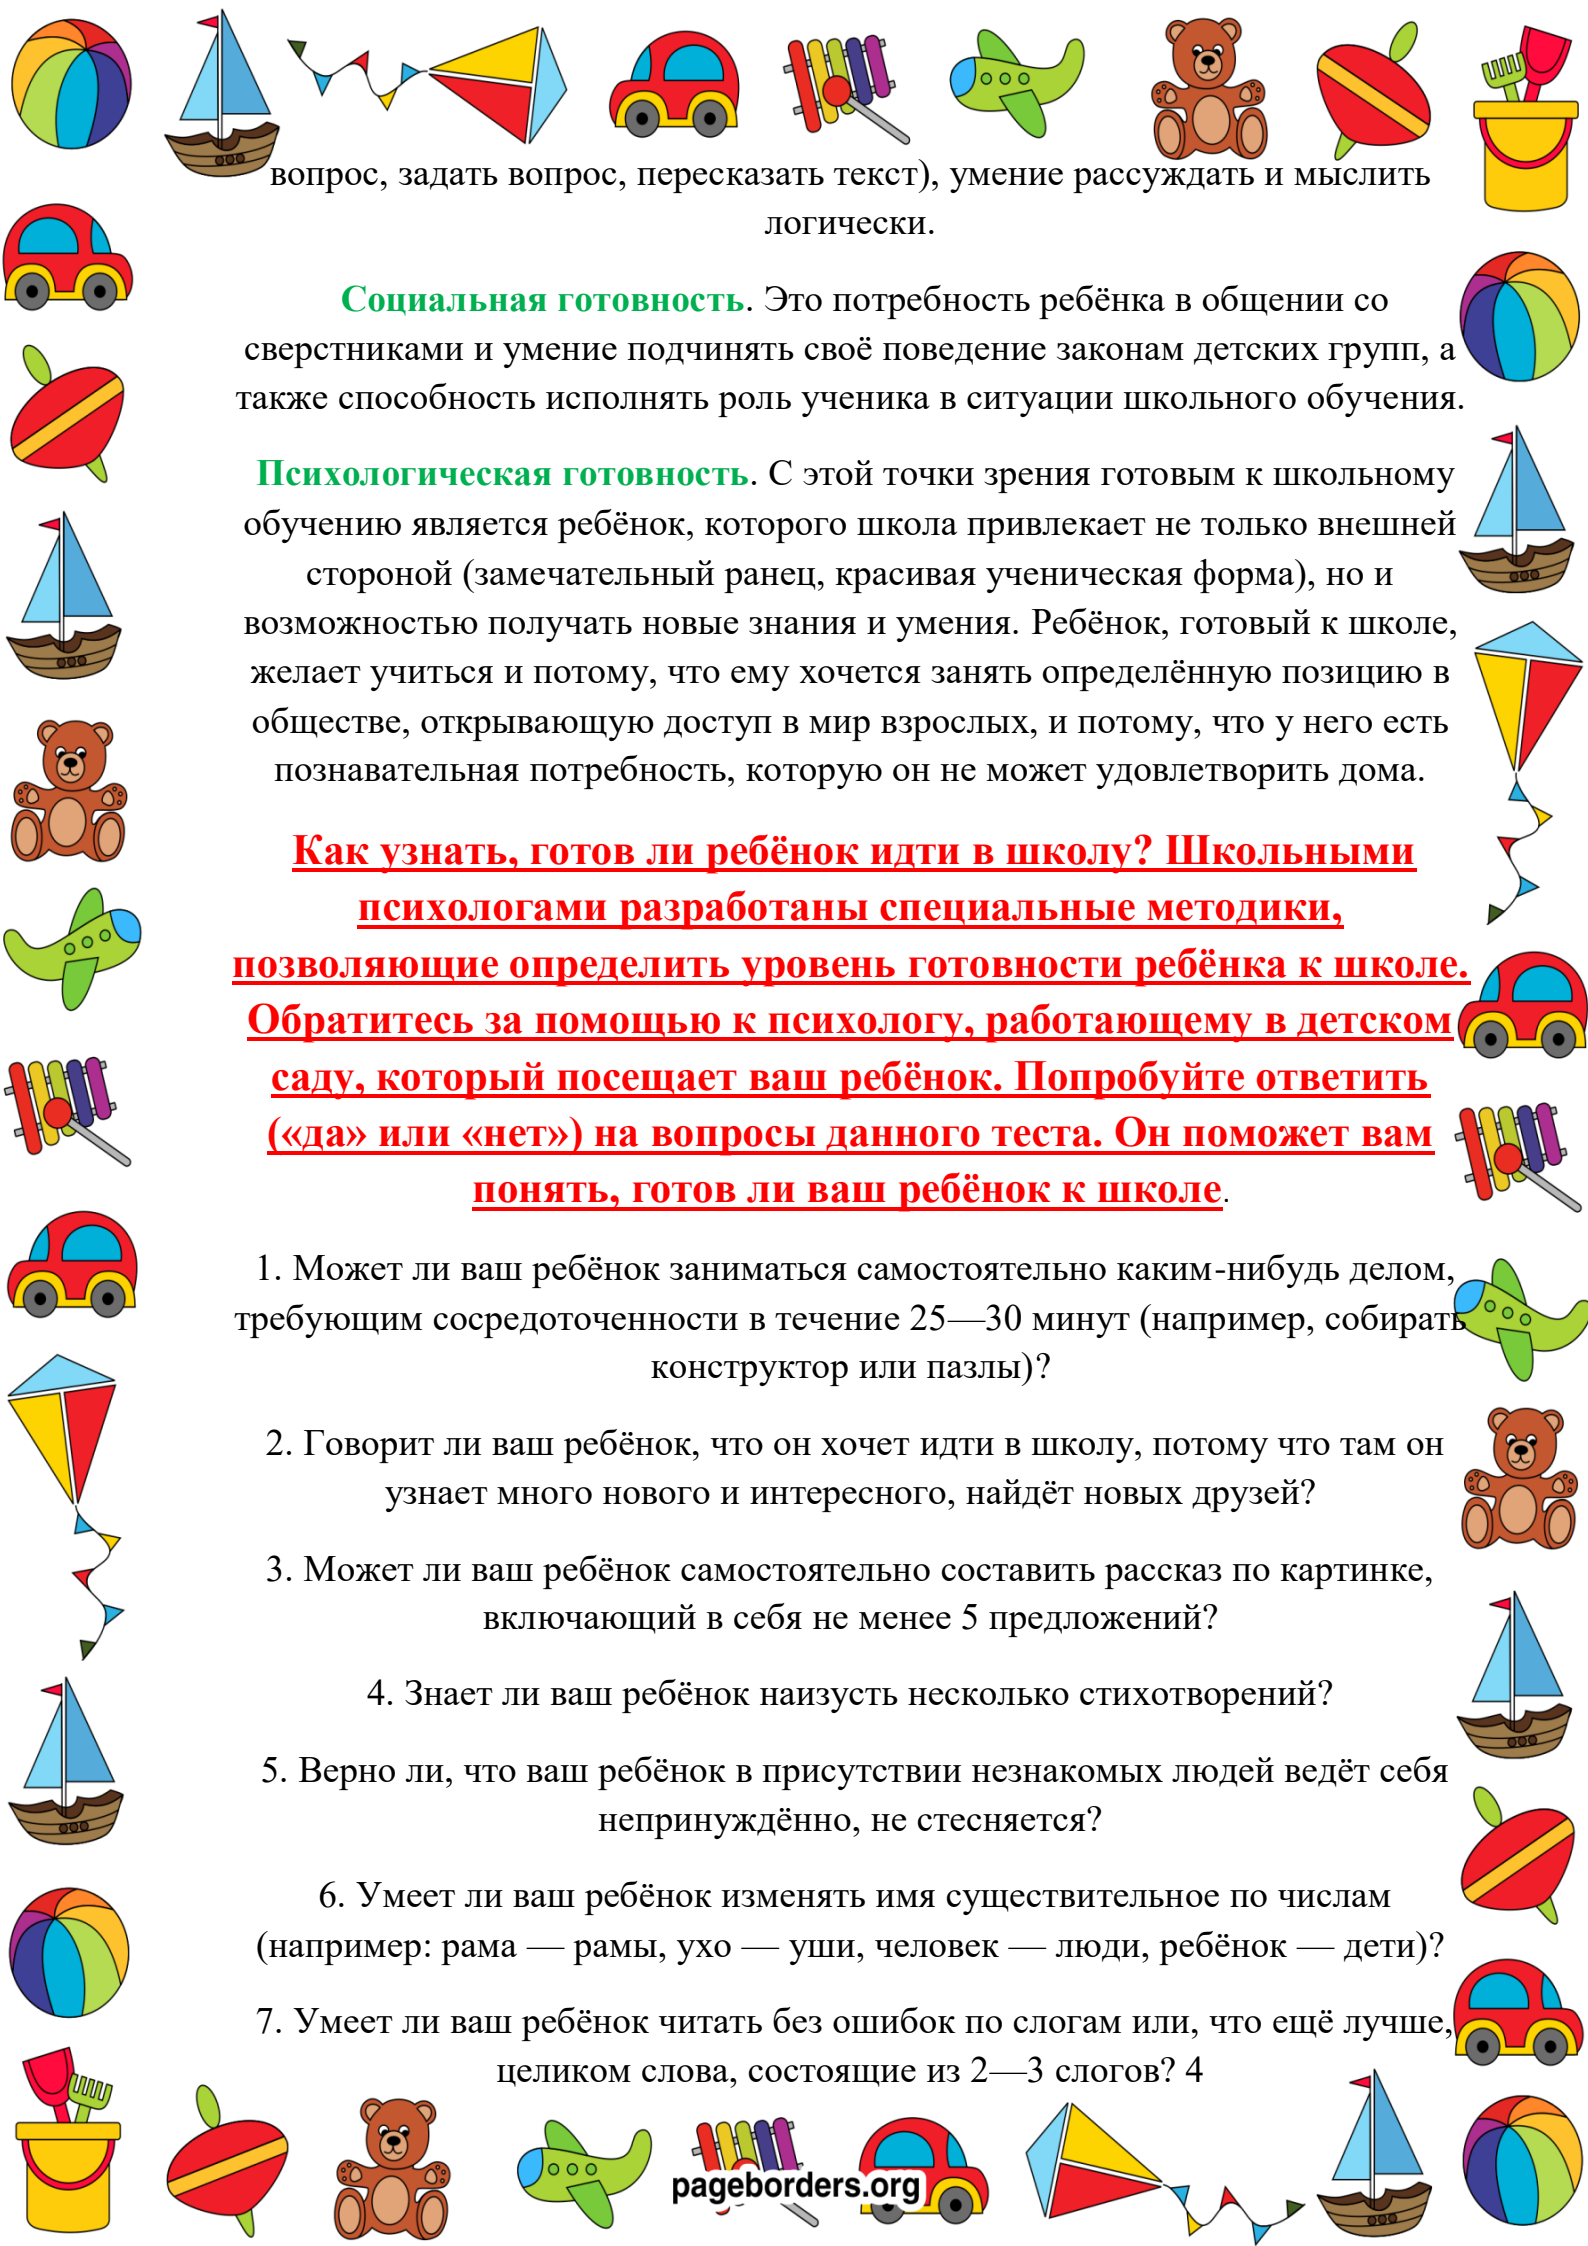 вопрос, задать вопрос, пересказать текст), умение рассуждать и мыслить
логически.
Социальная готовность. Это потребность ребёнка в общении со
сверстниками и умение подчинять своё поведение законам детских групп, а
также способность исполнять роль ученика в ситуации школьного обучения.
Психологическая готовность. С этой точки зрения готовым к школьному
обучению является ребёнок, которого школа привлекает не только внешней
стороной (замечательный ранец, красивая ученическая форма), но и
возможностью получать новые знания и умения. Ребёнок, готовый к школе,
желает учиться и потому, что ему хочется занять определённую позицию в
обществе, открывающую доступ в мир взрослых, и потому, что у него есть
познавательная потребность, которую он не может удовлетворить дома.
Как узнать, готов ли ребёнок идти в школу? Школьными
психологами разработаны специальные методики,
позволяющие определить уровень готовности ребёнка к школе.
Обратитесь за помощью к психологу, работающему в детском
саду, который посещает ваш ребёнок. Попробуйте ответить
(«да» или «нет») на вопросы данного теста. Он поможет вам
понять, готов ли ваш ребёнок к школе.
1. Может ли ваш ребёнок заниматься самостоятельно каким-нибудь делом,
требующим сосредоточенности в течение 25—30 минут (например, собирать
конструктор или пазлы)?
2. Говорит ли ваш ребёнок, что он хочет идти в школу, потому что там он
узнает много нового и интересного, найдёт новых друзей?
3. Может ли ваш ребёнок самостоятельно составить рассказ по картинке,
включающий в себя не менее 5 предложений?
4. Знает ли ваш ребёнок наизусть несколько стихотворений?
5. Верно ли, что ваш ребёнок в присутствии незнакомых людей ведёт себя
непринуждённо, не стесняется?
6. Умеет ли ваш ребёнок изменять имя существительное по числам
(например: рама — рамы, ухо — уши, человек — люди, ребёнок — дети)?
7. Умеет ли ваш ребёнок читать без ошибок по слогам или, что ещё лучше,
целиком слова, состоящие из 2—3 слогов? 4
pageborders.org